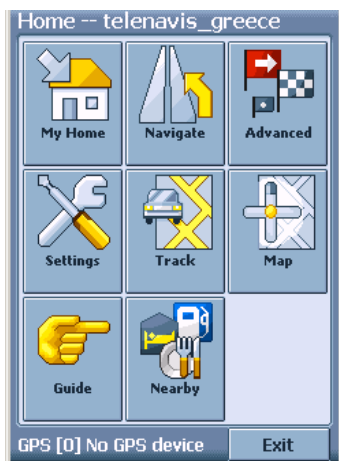 Home -- telenavis_greece
My Home
Navigate
Advanced
Settings
Track
Map
Guide
Nearby
GPS [0] No GPS device
Exit